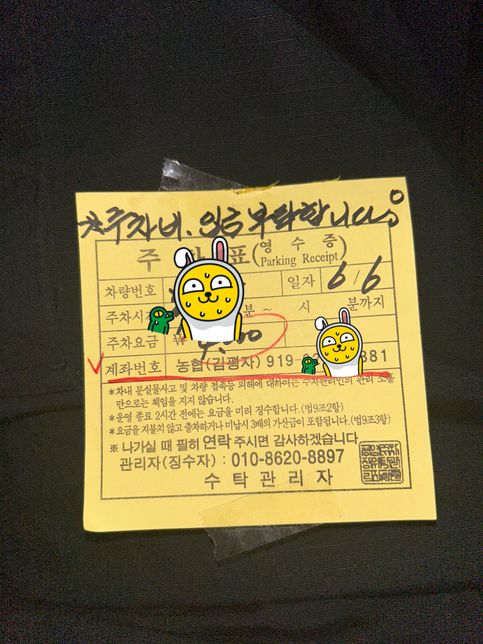 *주차비. 입금 부탁합니다.
주 표(영 수 증)
Parking Receipt
차량번호 일자 6/6
주차시 분~ 시 분까지
주차요금 ₩
계좌번호 농협(김평자) 919 881
*차내 분실물사고 및 차량 접촉등 피해에 대하여는 주차관리인의 관리 소홀
만으로는 책임을 지지 않습니다.
*운영 종료 2시간 전에는 요금을 미리 징수합니다.(법9조2항)
*요금을 지불치 않고 출차하거나 미납시 3배의 가산금이 포함됩니다.(법9조3항)
※ 나가실 때 필히 연락 주시면 감사하겠습니다
관리자(징수자) : 010-8620-8897
수 탁 관 리 자